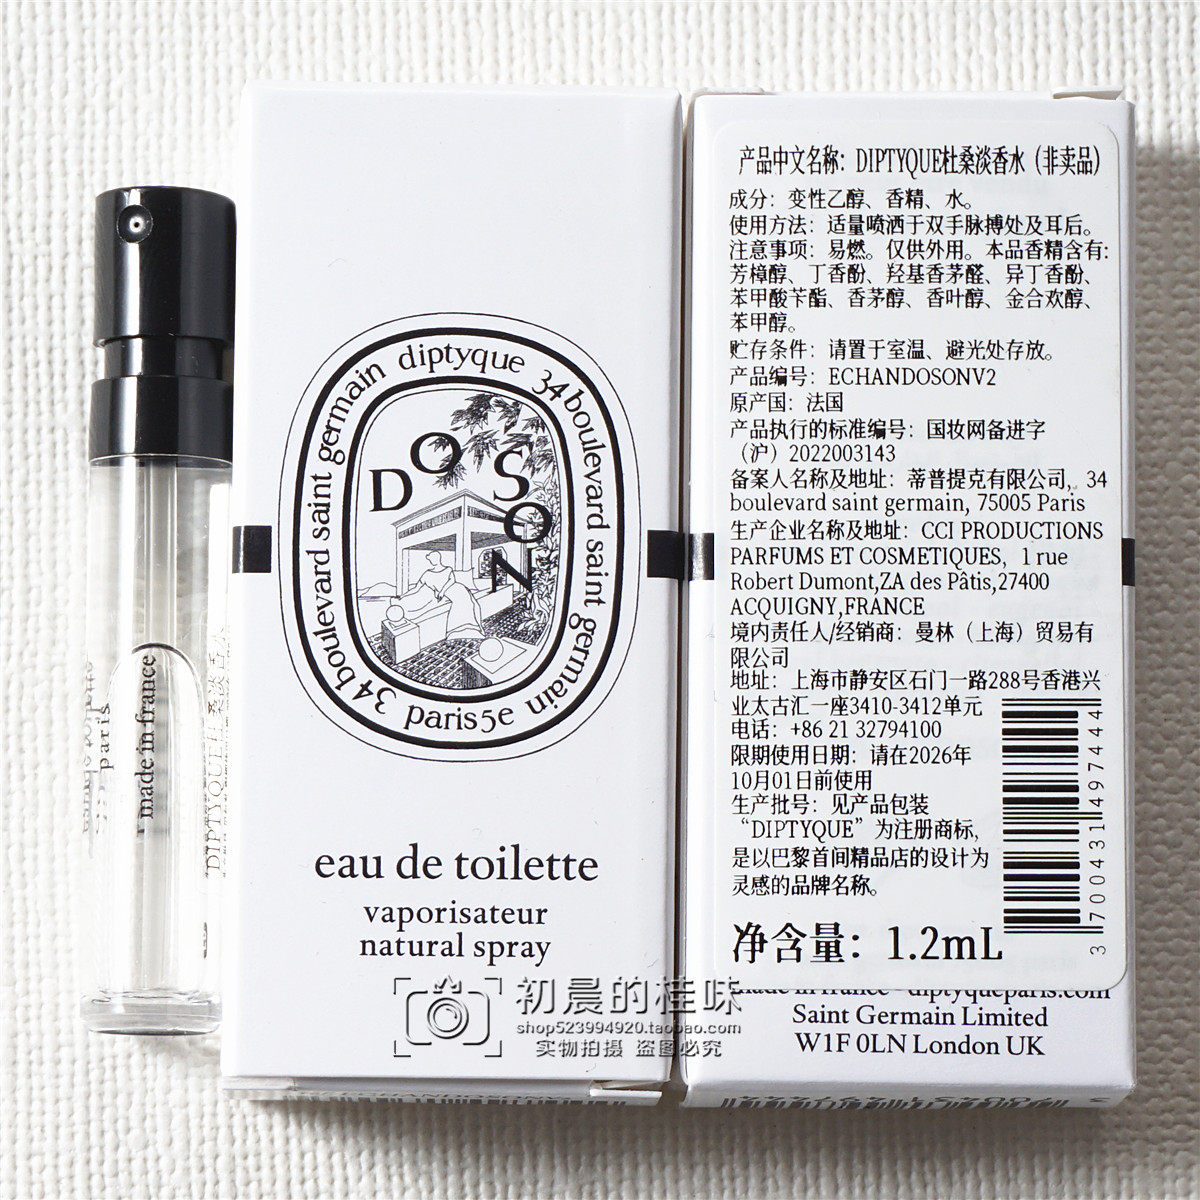 made in france
paris
diptyque 34 boulevard saint germain
paris 5e
34 boulevard saint germain
DO SON
eau de toilette
vaporisateur
natural spray
产品中文名称：DIPTYQUE杜桑淡香水（非卖品）
成分：变性乙醇、香精、水。
使用方法：适量喷洒于双手脉搏处及耳后。
注意事项：易燃。仅供外用。本品香精含有：
芳樟醇、丁香酚、羟基香茅醛、异丁香酚、
苯甲酸苄酯、香茅醇、香叶醇、金合欢醇、
苯甲醇。
贮存条件：请置于室温、避光处存放。
产品编号：ECHANDOSONV2
原产国：法国
产品执行的标准编号：国妆网备进字
（沪）2022003143
备案人名称及地址：蒂普提克有限公司，34
boulevard saint germain, 75005 Paris
生产企业名称及地址：CCI PRODUCTIONS
PARFUMS ET COSMETIQUES, 1 rue
Robert Dumont,ZA des Pâtis,27400
ACQUIGNY,FRANCE
境内责任人/经销商：曼林（上海）贸易有
限公司
地址：上海市静安区石门一路288号香港兴
业太古汇一座3410-3412单元
电话：+86 21 32794100
限期使用日期：请在2026年
10月01日前使用
生产批号：见产品包装
“DIPTYQUE”为注册商标，
是以巴黎首间精品店的设计为
灵感的品牌名称。
净含量：1.2mL
3700431497444
made in france - diptyqueparis.com
Saint Germain Limited
W1F 0LN London UK
初晨的桂味
shop523994920.taobao.com
实物拍摄 盗图必究